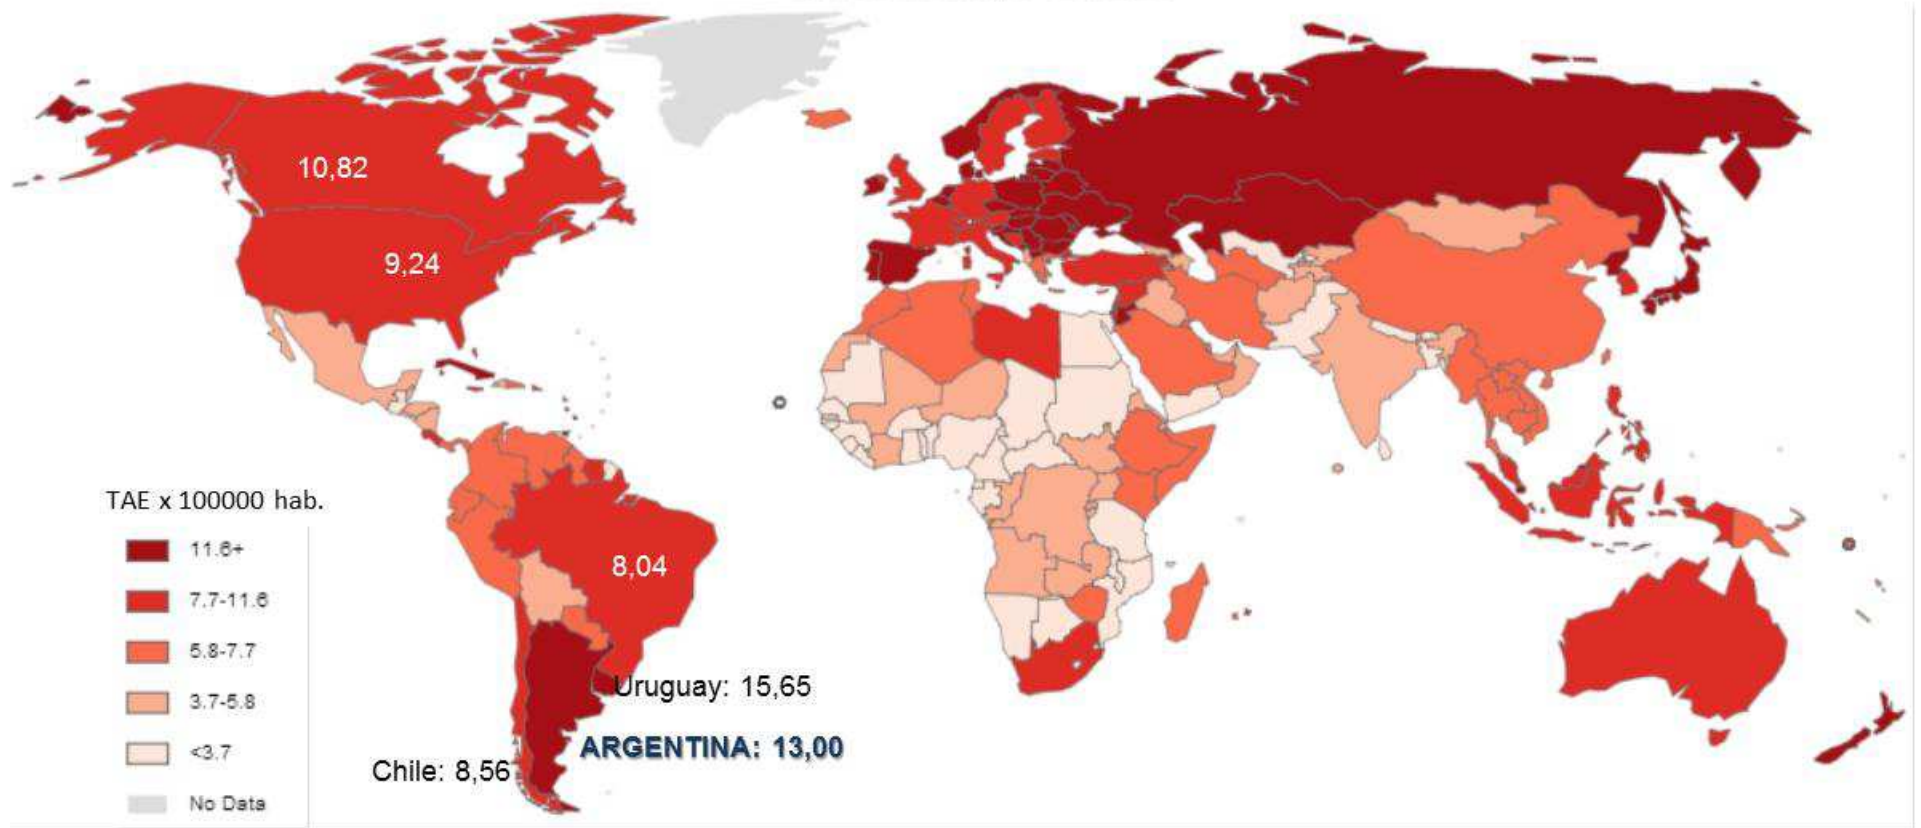 10,82
9,24
8,04
Uruguay: 15,65
ARGENTINA: 13,00
Chile: 8,56
TAE x 100000 hab.
11.6+
7.7-11.6
5.8-7.7
3.7-5.8
<3.7
No Data